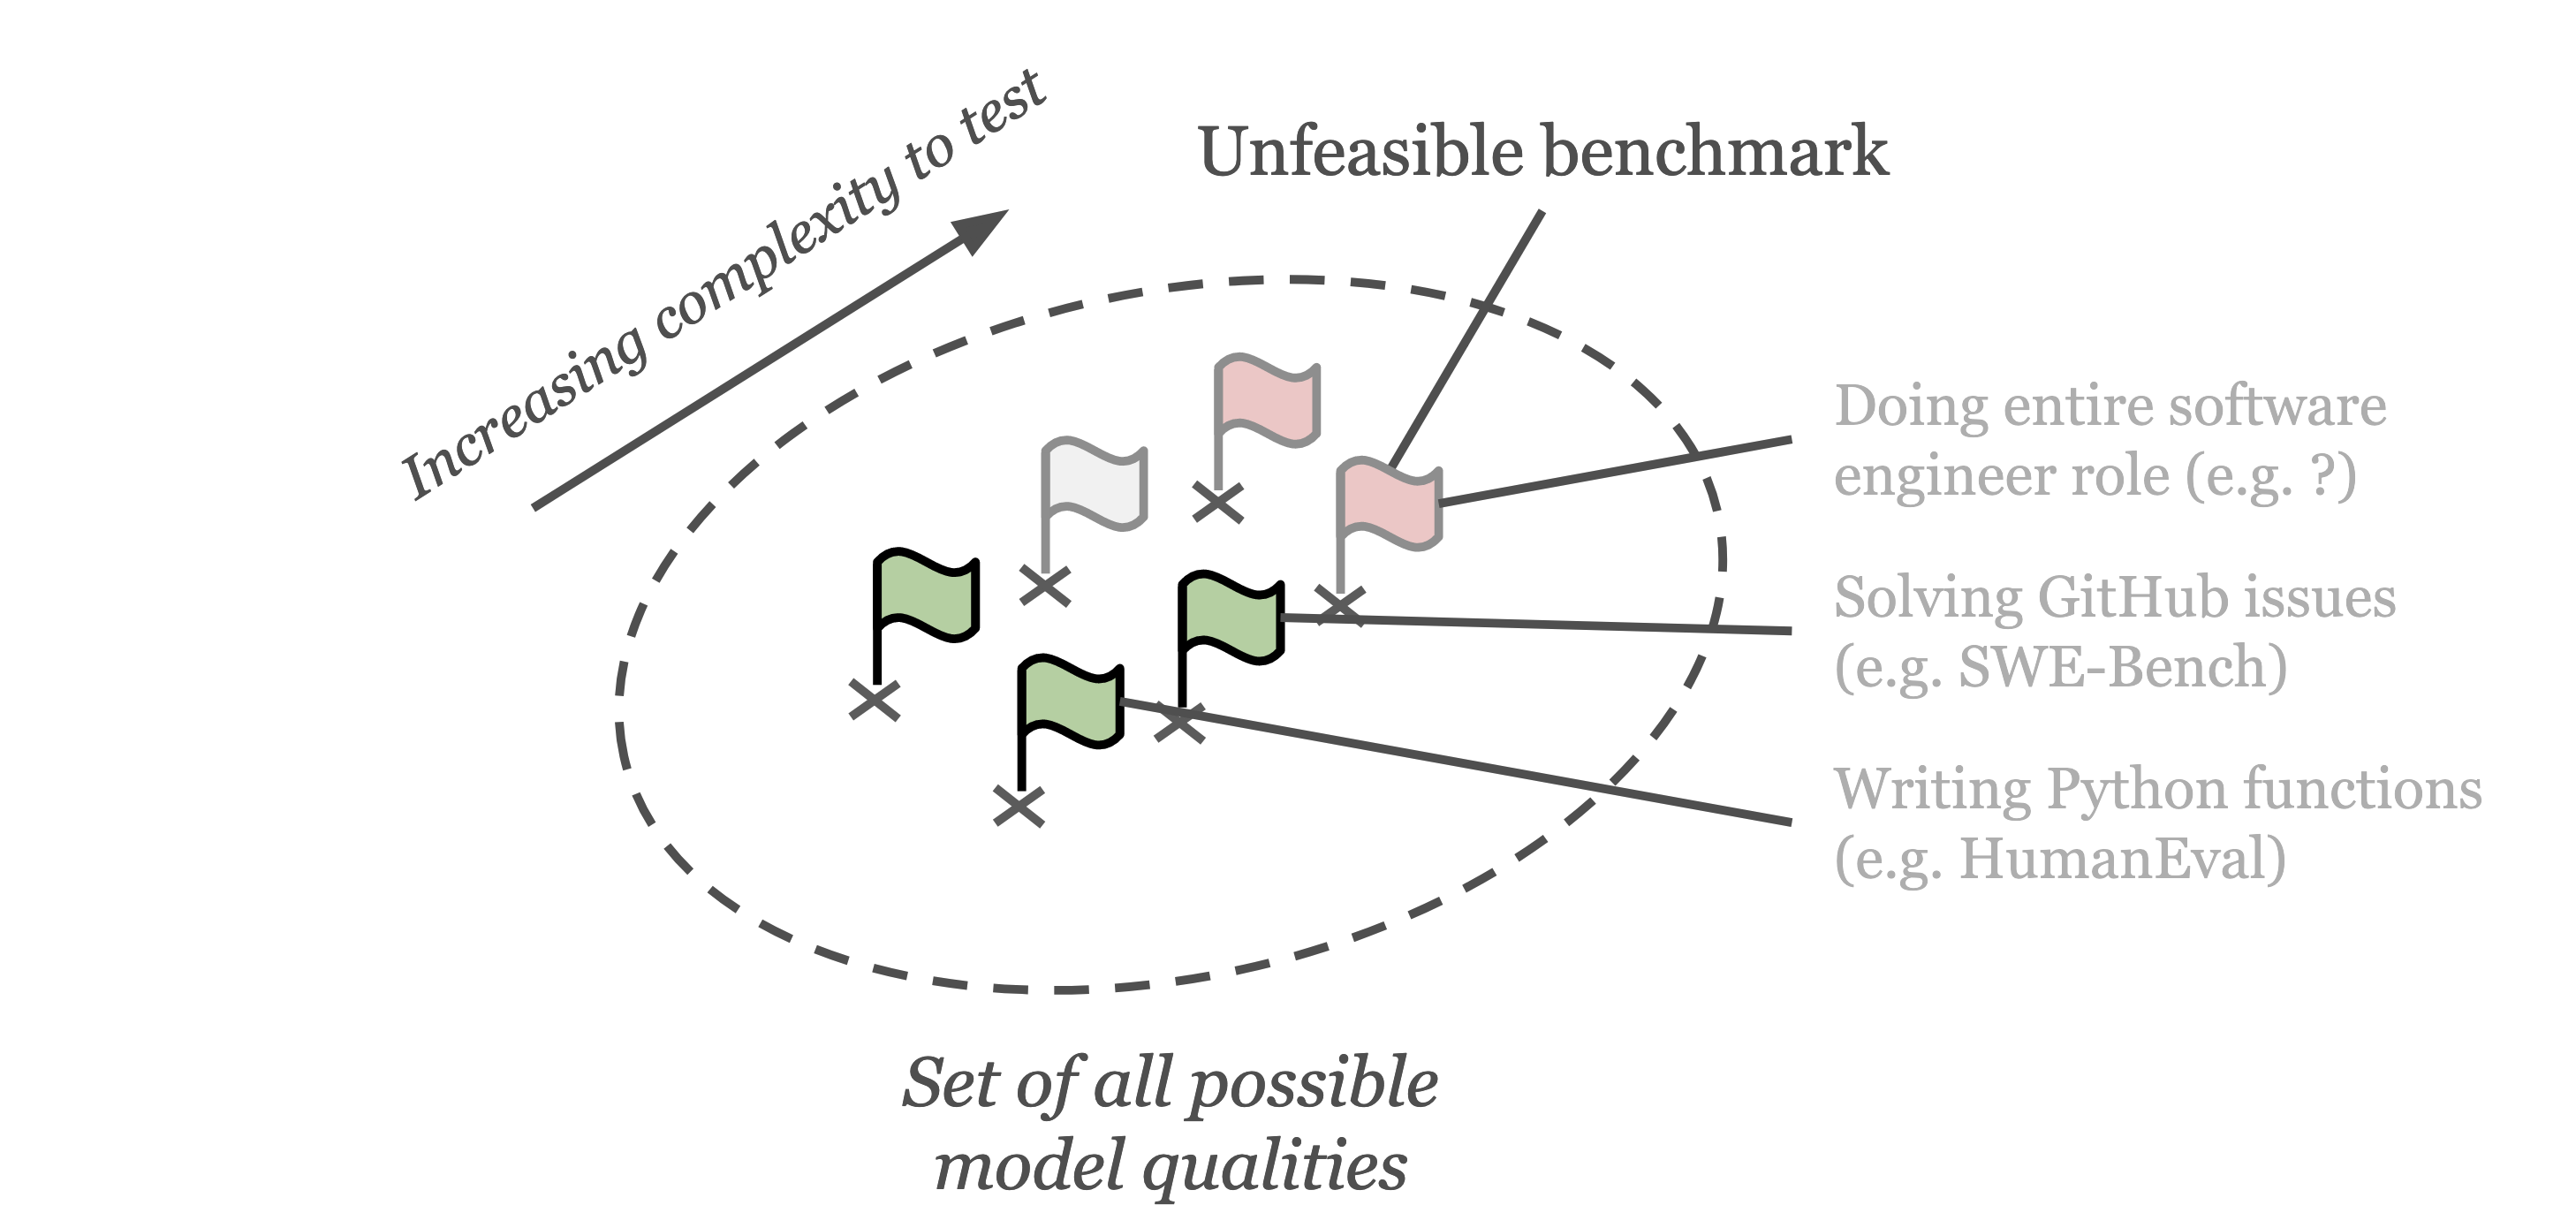 Increasing complexity to test
Unfeasible benchmark
Doing entire software
engineer role (e.g. ?)
Solving GitHub issues
(e.g. SWE-Bench)
Writing Python functions
(e.g. HumanEval)
Set of all possible
model qualities